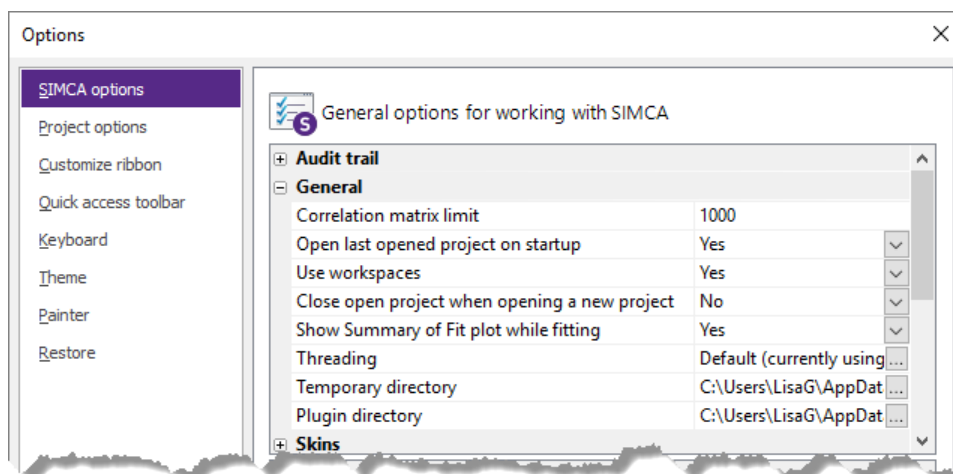 Options
SIMCA options
Project options
Customize ribbon
Quick access toolbar
Keyboard
Theme
Painter
Restore
S
General options for working with SIMCA
Audit trail
General
Correlation matrix limit 1000
Open last opened project on startup Yes
Use workspaces Yes
Close open project when opening a new project No
Show Summary of Fit plot while fitting Yes
Threading Default (currently using ...
Temporary directory C:\Users\LisaG\AppDat ...
Plugin directory C:\Users\LisaG\AppDat ...
Skins